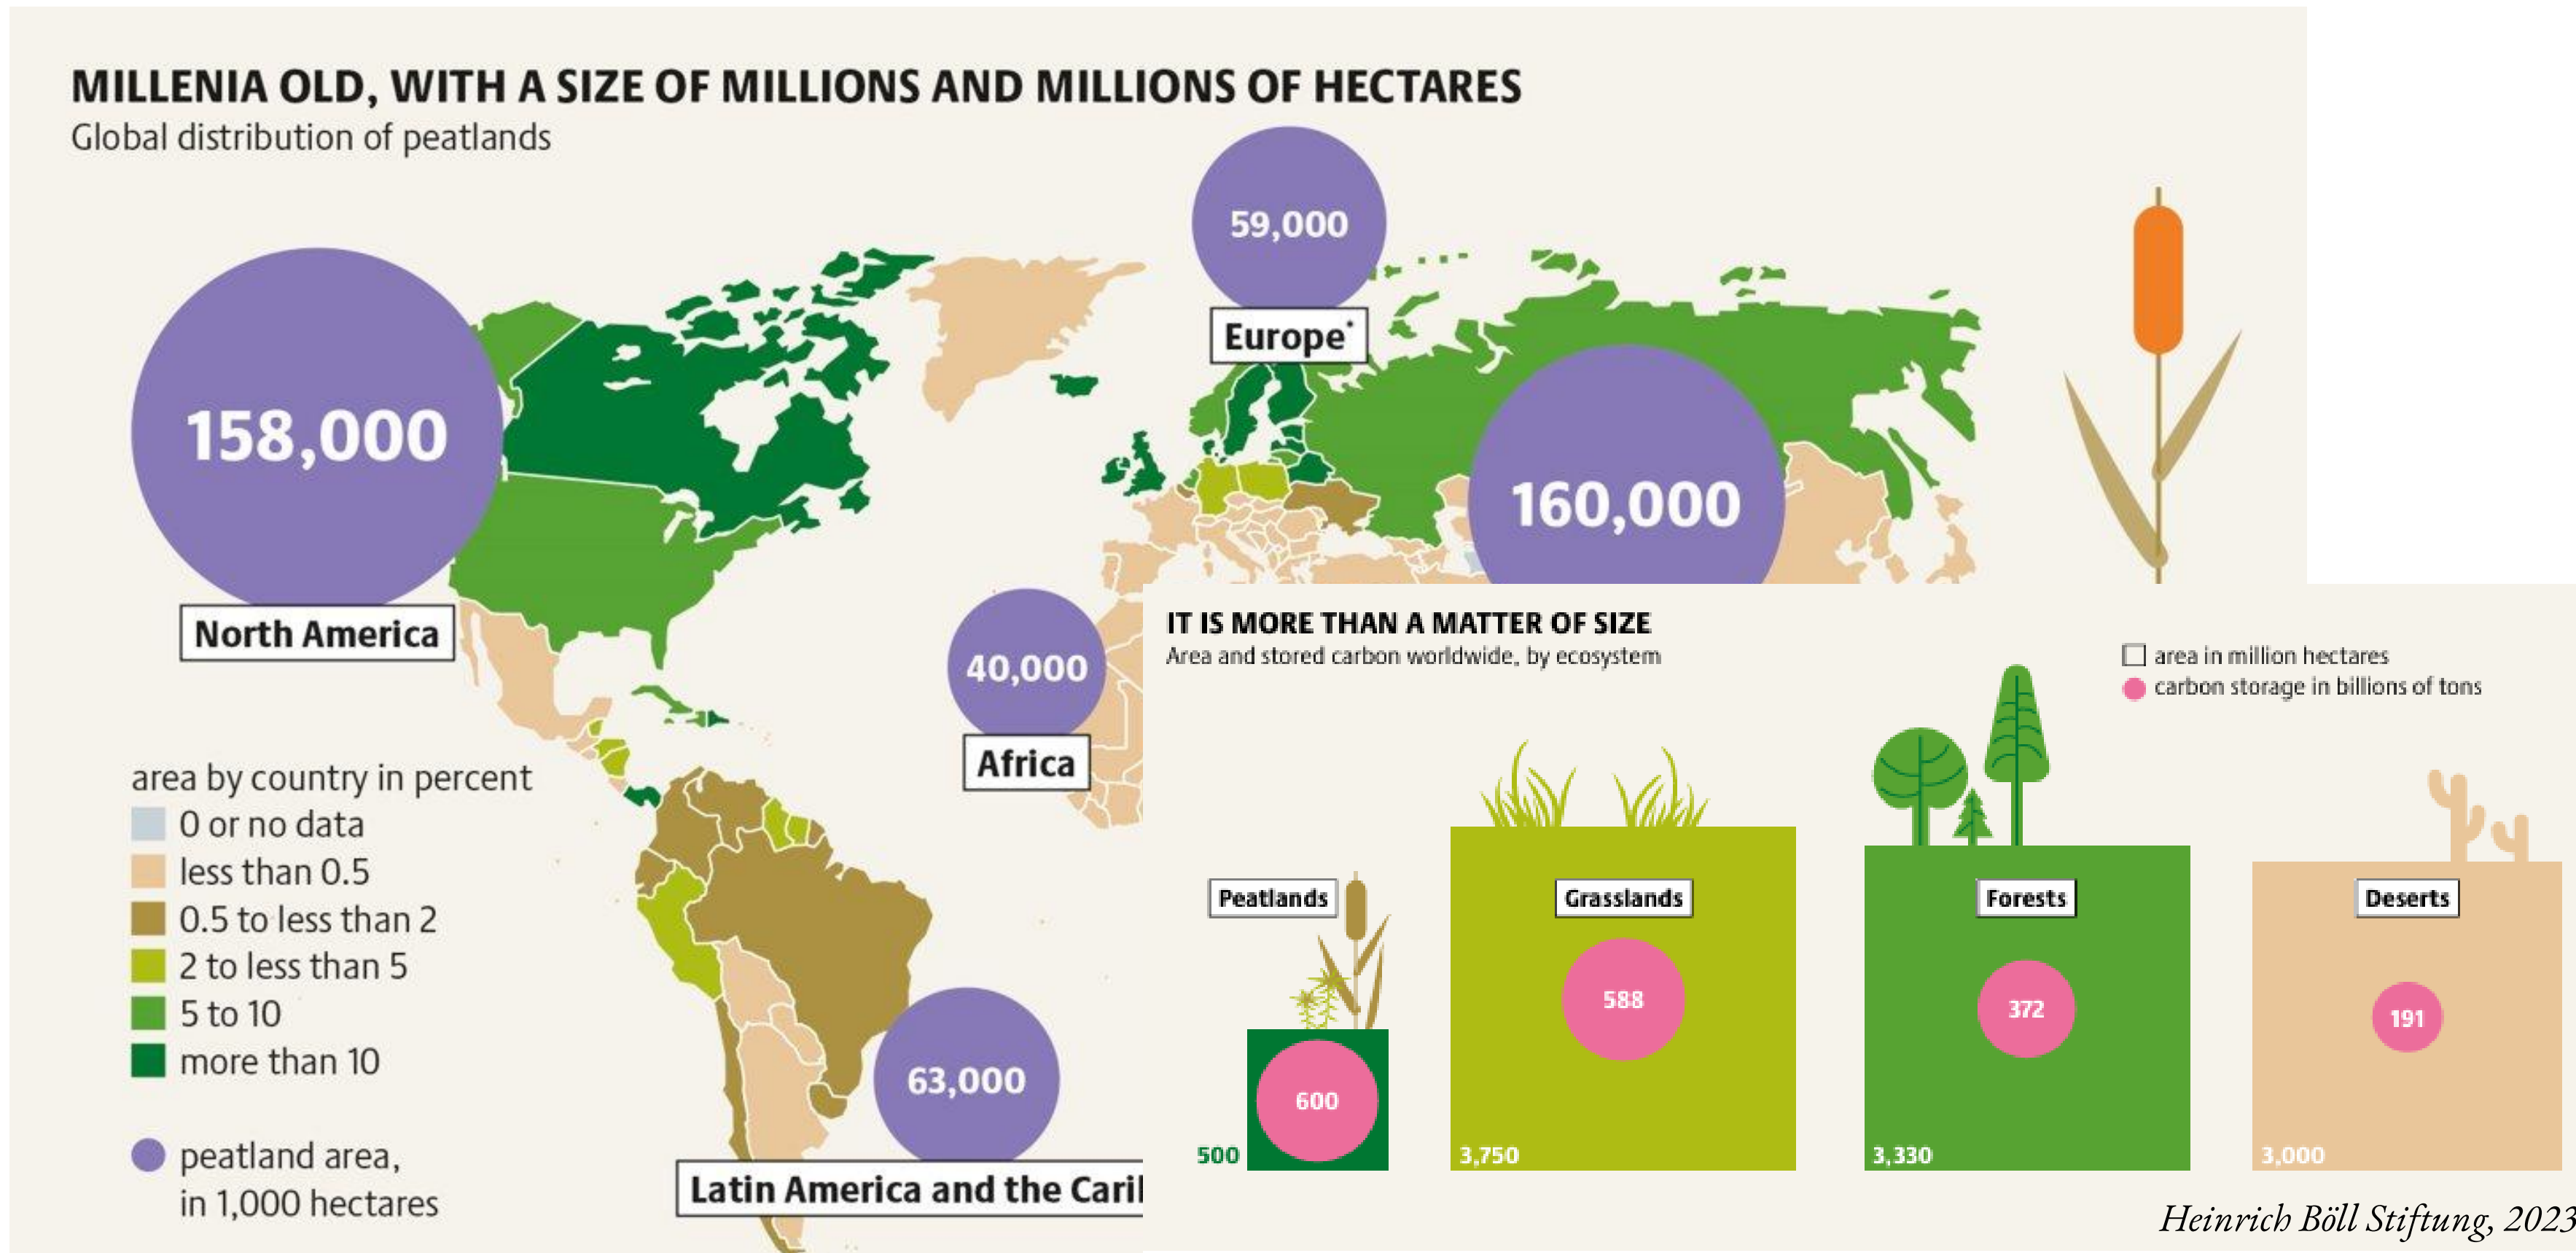 MILLENIA OLD, WITH A SIZE OF MILLIONS AND MILLIONS OF HECTARES
Global distribution of peatlands
59,000
Europe*
158,000
North America
160,000
40,000
Africa
area by country in percent
0 or no data
less than 0.5
0.5 to less than 2
2 to less than 5
5 to 10
more than 10
peatland area,
in 1,000 hectares
63,000
Latin America and the Cari
IT IS MORE THAN A MATTER OF SIZE
Area and stored carbon worldwide, by ecosystem
area in million hectares
carbon storage in billions of tons
Peatlands
600
500
Grasslands
588
3,750
Forests
372
3,330
Deserts
191
3,000
Heinrich Böll Stiftung, 2023